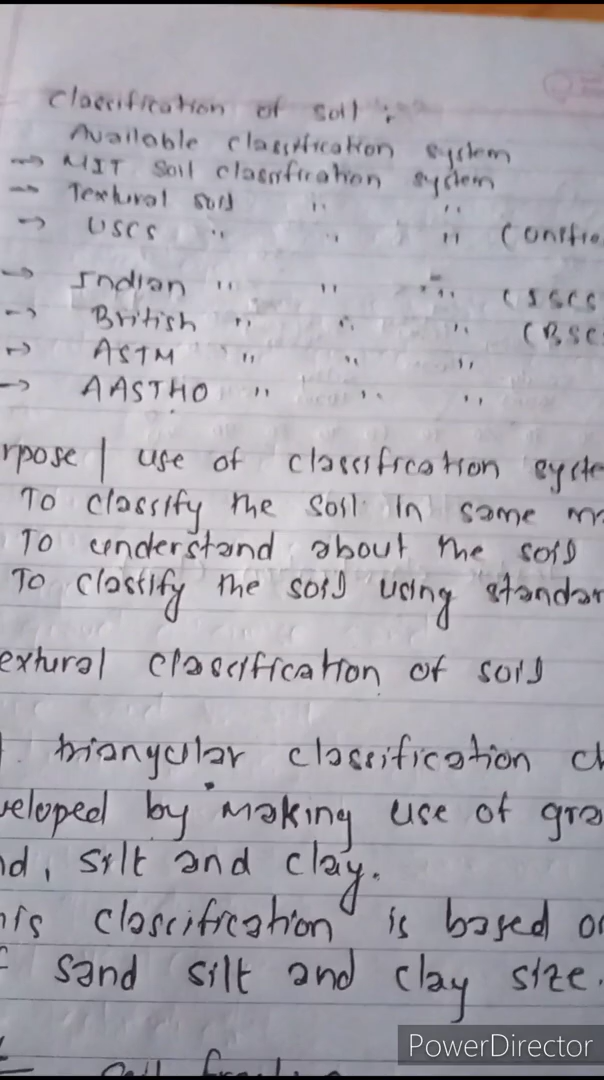 classification of soil :
Available classification system
→ MIT Soil classification system
→ Textural soil " "
→ USCS " " " (
→ Indian " " " (ISCS
→ British " " " (BSC
→ ASTM " " "
→ AASTHO " " "
rpose / use of classification syste
To classify the soil in same
To understand about the soil
To classify the soil using standar
extural classification of soil
triangular classification ch
veloped by making use of gra
nd, silt and clay.
his classification is based on
f sand silt and clay size.
PowerDirector